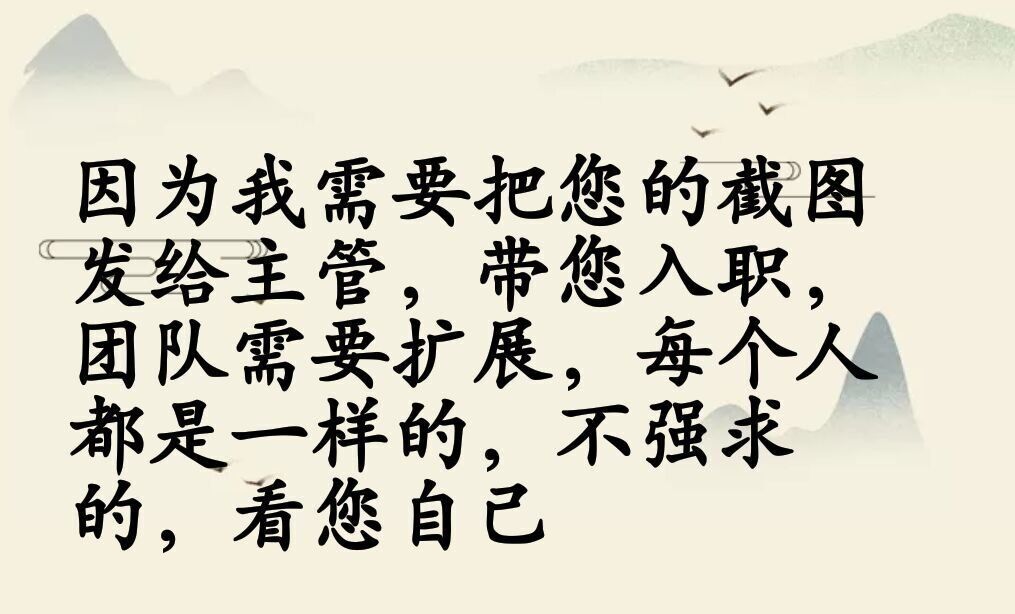 因为我需要把您的截图
发给主管，带您入职，
团队需要扩展，每个人
都是一样的，不强求
的，看您自己